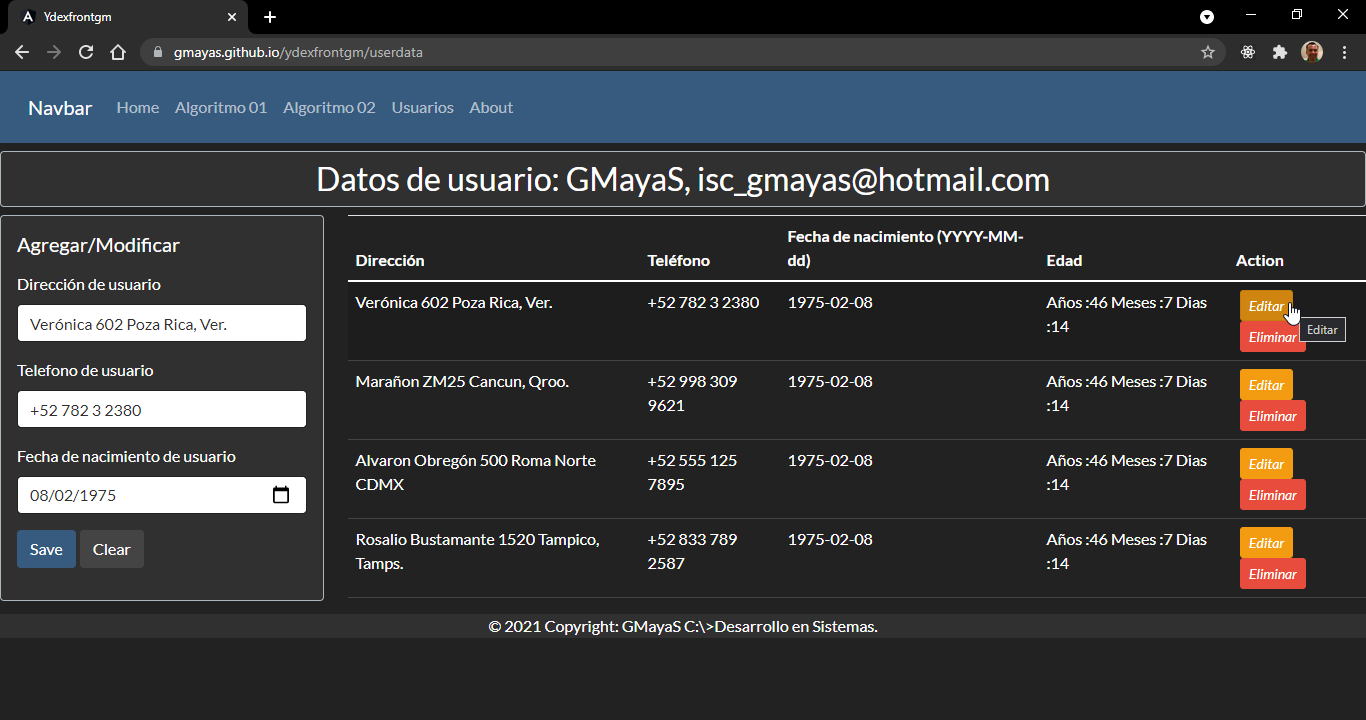 Ydexfrontgm
gmayas.github.io/ydexfrontgm/userdata
Navbar Home Algoritmo 01 Algoritmo 02 Usuarios About
Datos de usuario: GMayaS, isc_gmayas@hotmail.com
Agregar/Modificar
Dirección de usuario
Verónica 602 Poza Rica, Ver.
Telefono de usuario
+52 782 3 2380
Fecha de nacimiento de usuario
08/02/1975
Save Clear
Fecha de nacimiento (YYYY-MM-
Dirección Teléfono dd) Edad Action
Verónica 602 Poza Rica, Ver. +52 782 3 2380 1975-02-08 Años :46 Meses :7 Dias Editar
:14 Eliminar Editar
Marañon ZM25 Cancun, Qroo. +52 998 309 1975-02-08 Años :46 Meses :7 Dias Editar
9621 :14 Eliminar
Alvaron Obregón 500 Roma Norte +52 555 125 1975-02-08 Años :46 Meses :7 Dias Editar
CDMX 7895 :14 Eliminar
Rosalio Bustamante 1520 Tampico, +52 833 789 1975-02-08 Años :46 Meses :7 Dias Editar
Tamps. 2587 :14 Eliminar
© 2021 Copyright: GMayaS C:\>Desarrollo en Sistemas.